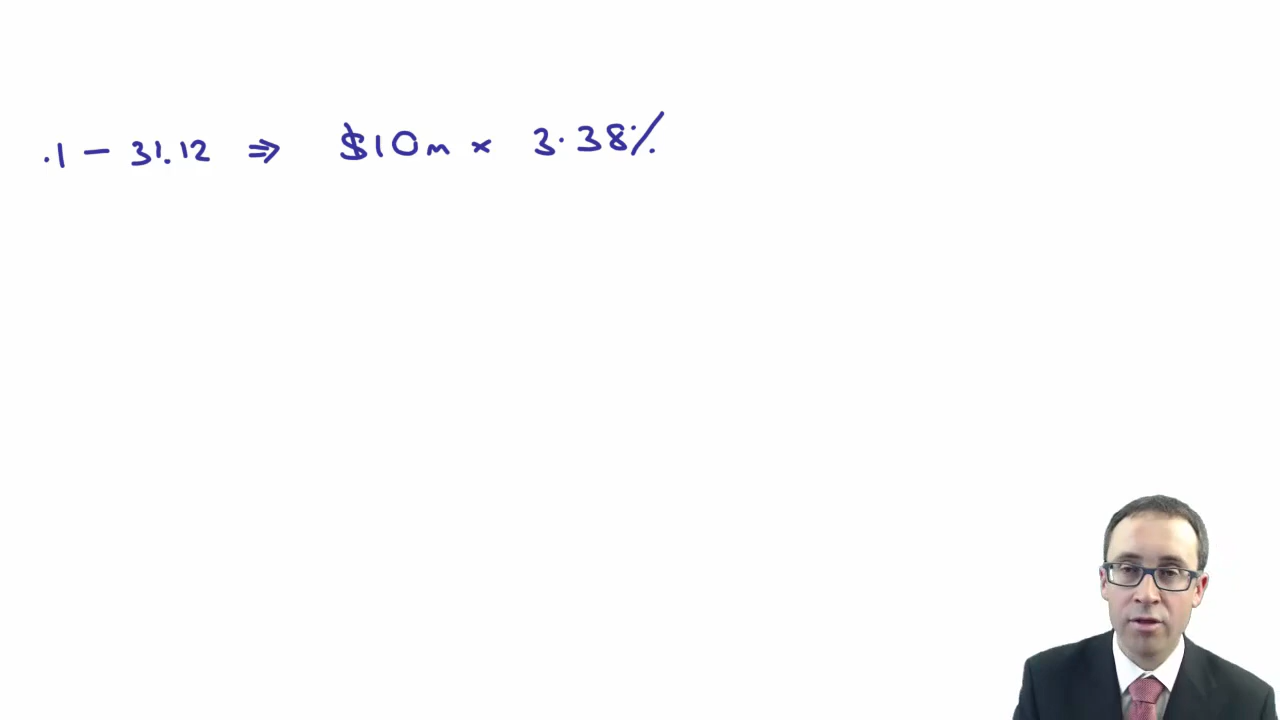 .1 – 31.12 ⇒ $10m × 3.38%